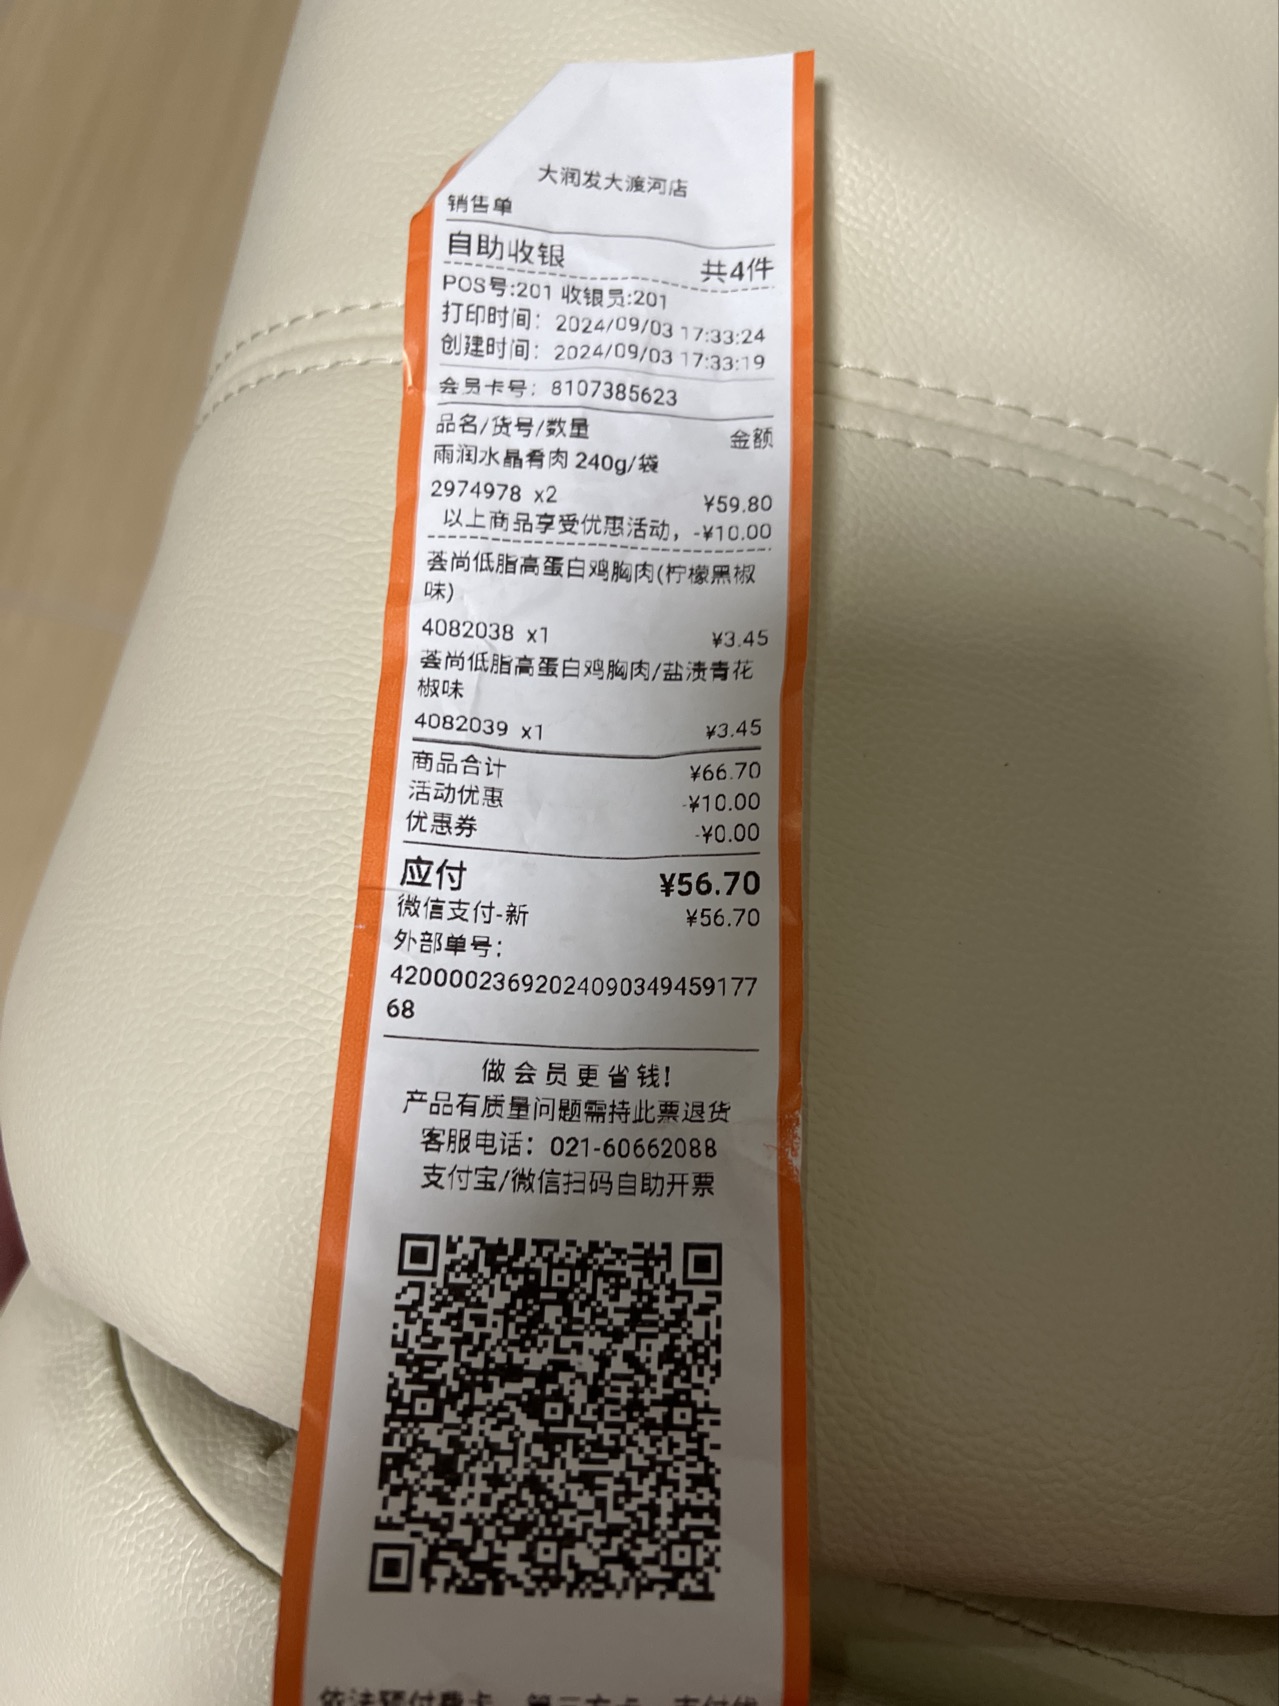 大润发大渡河店
销售单
自助收银 共4件
POS号:201 收银员:201
打印时间： 2024/09/03 17:33:24
创建时间： 2024/09/03 17:33:19
会员卡号： 8107385623
品名/货号/数量 金额
雨润水晶肴肉 240g/袋
2974978 x2 ¥59.80
以上商品享受优惠活动，-¥10.00
荟尚低脂高蛋白鸡胸肉(柠檬黑椒
味)
4082038 x1 ¥3.45
荟尚低脂高蛋白鸡胸肉/盐渍青花
椒味
4082039 x1 ¥3.45
商品合计 ¥66.70
活动优惠 -¥10.00
优惠券 -¥0.00
应付 ¥56.70
微信支付-新 ¥56.70
外部单号：
42000023692024090349459177
68
做会员更省钱!
产品有质量问题需持此票退货
客服电话：021-60662088
支付宝/微信扫码自助开票